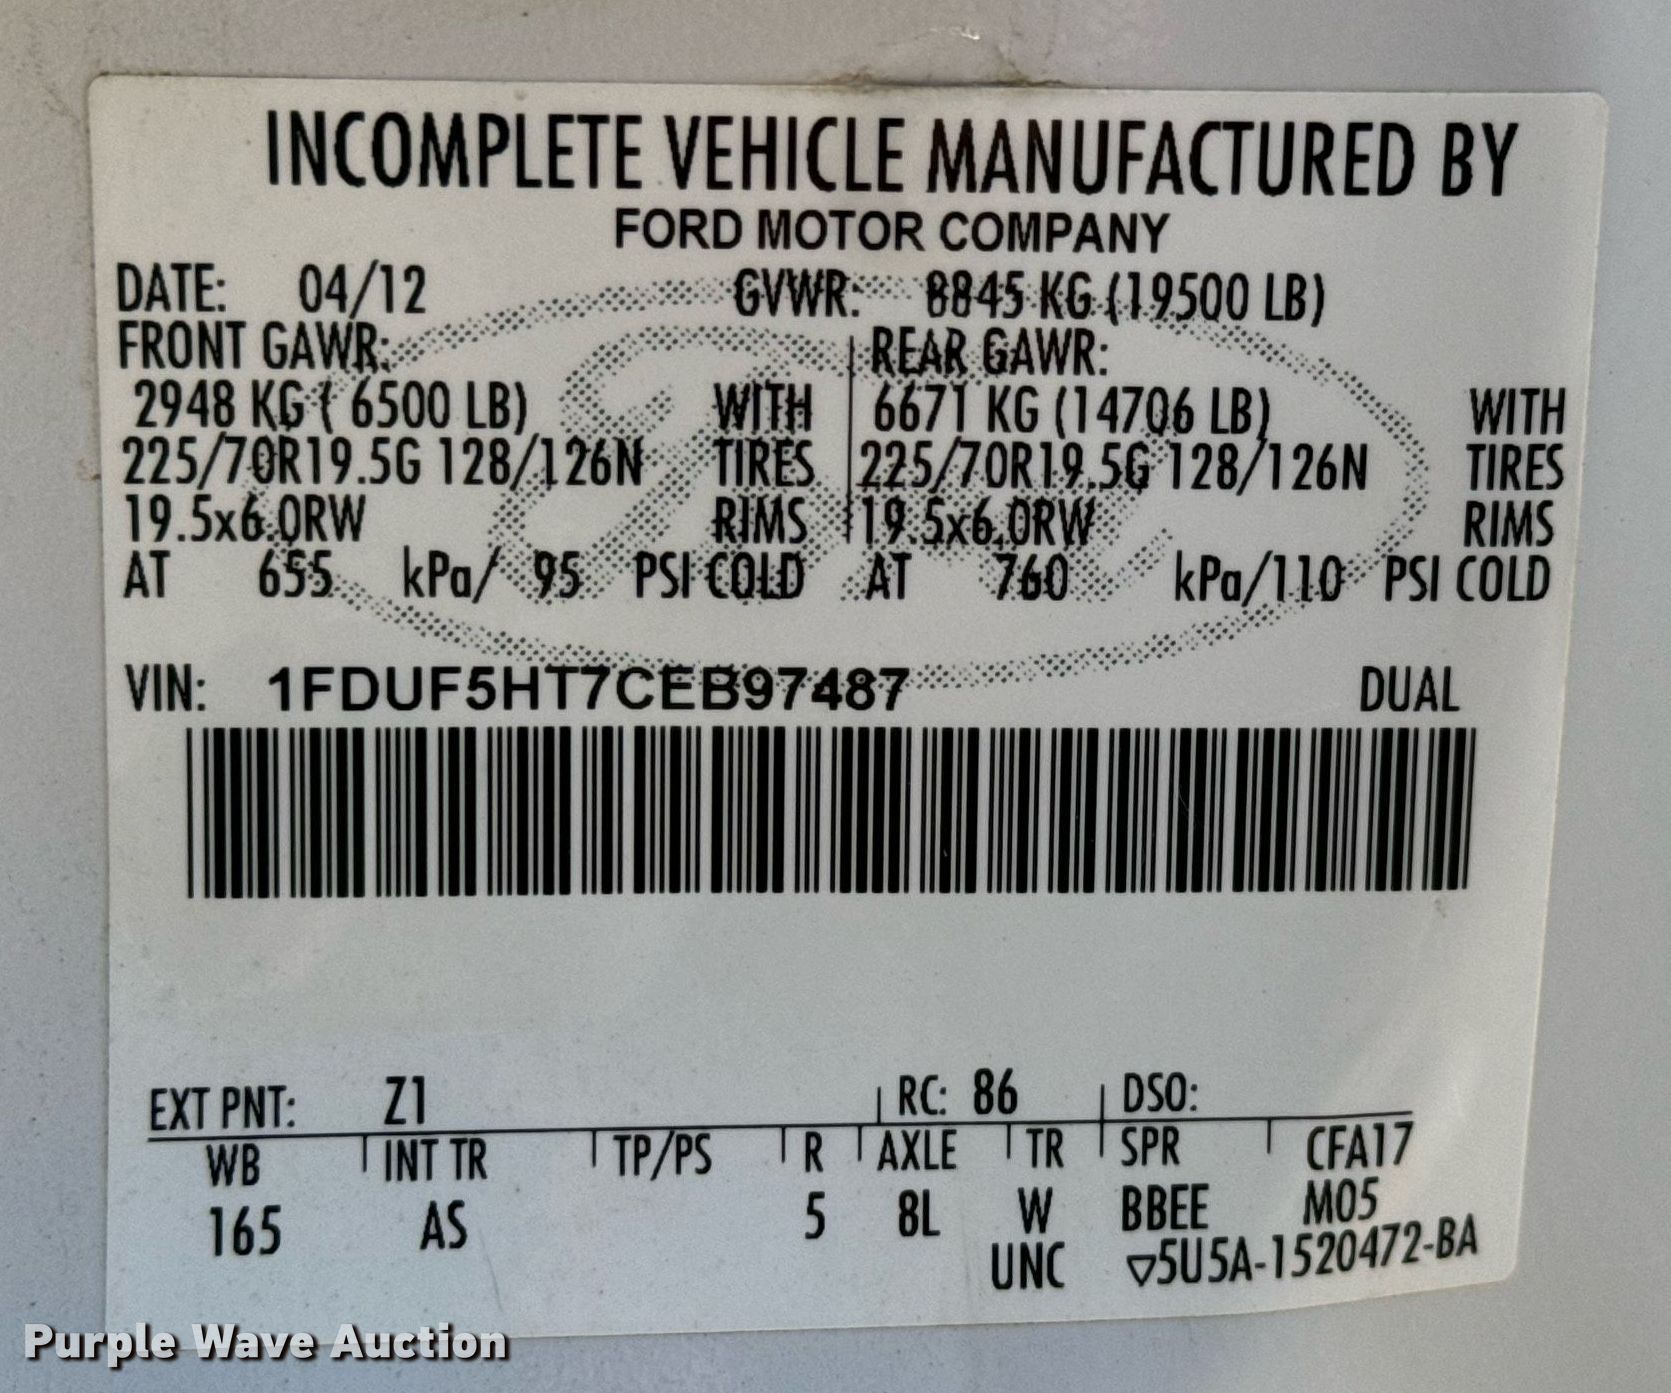 INCOMPLETE VEHICLE MANUFACTURED BY
FORD MOTOR COMPANY
DATE: 04/12 GVWR: 8845 KG (19500 LB)
FRONT GAWR: REAR GAWR:
2948 KG ( 6500 LB) WITH 6671 KG (14706 LB) WITH
225/70R19.5G 128/126N TIRES 225/70R19.5G 128/126N TIRES
19.5x6.0RW RIMS 19.5x6.0RW RIMS
AT 655 kPa/ 95 PSI COLD AT 760 kPa/110 PSI COLD
VIN: 1FDUF5HT7CEB97487 DUAL
EXT PNT: Z1 RC: 86 DSO:
WB INT TR TP/PS R AXLE TR SPR CFA17
165 AS 5 8L W BBEE M05
UNC ▽5U5A-1520472-BA
Purple Wave Auction